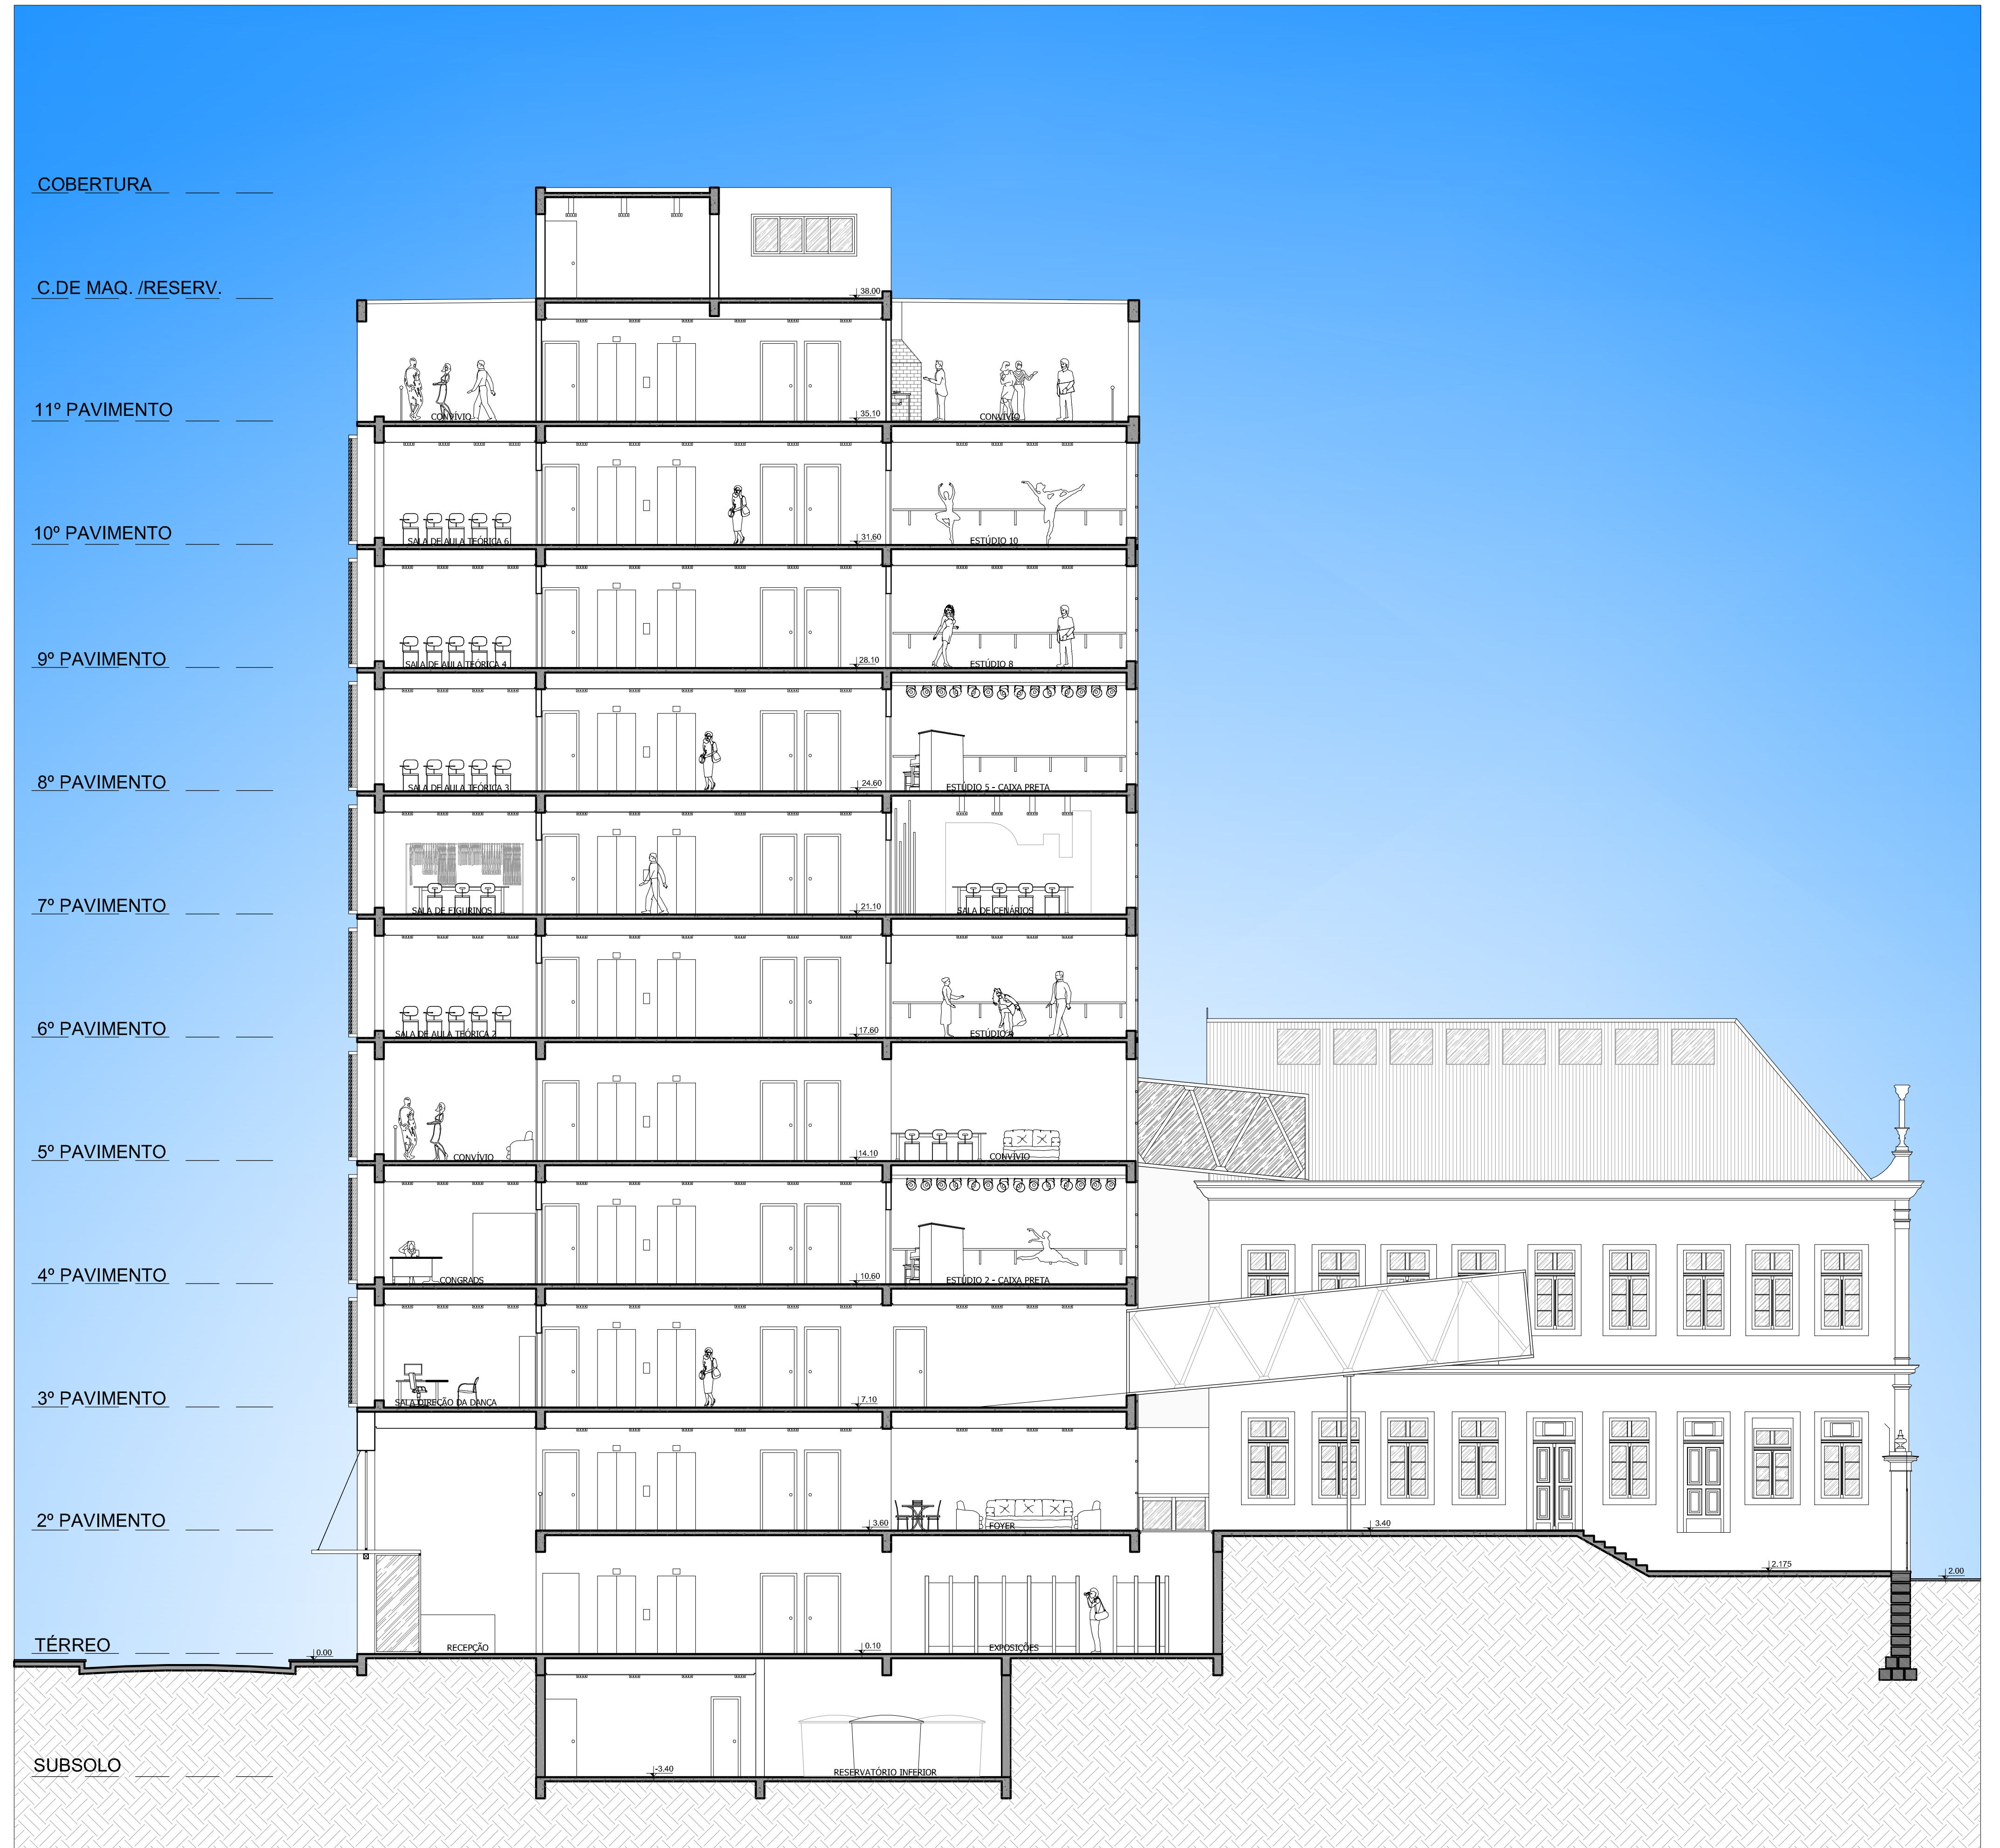 COBERTURA
C.DE MAQ. /RESERV.
38.00
11º PAVIMENTO
CONVÍVIO
35.10
CONVÍVIO
10º PAVIMENTO
SALA DE AULA TEÓRICA 6
31.60
ESTÚDIO 10
9º PAVIMENTO
SALA DE AULA TEÓRICA 4
28.10
ESTÚDIO 8
8º PAVIMENTO
SALA DE AULA TEÓRICA 3
24.60
ESTÚDIO 5 - CAIXA PRETA
7º PAVIMENTO
SALA DE FIGURINOS
21.10
SALA DE CENÁRIOS
6º PAVIMENTO
SALA DE AULA TEÓRICA 2
17.60
ESTÚDIO
5º PAVIMENTO
CONVÍVIO
14.10
CONVÍVIO
4º PAVIMENTO
CONGRADS
10.60
ESTÚDIO 2 - CAIXA PRETA
3º PAVIMENTO
SALA DIREÇÃO DA DANÇA
7.10
2º PAVIMENTO
3.60
FOYER
3.40
2.175
2.00
TÉRREO
0.00
RECEPÇÃO
0.10
EXPOSIÇÕES
SUBSOLO
-3.40
RESERVATÓRIO INFERIOR